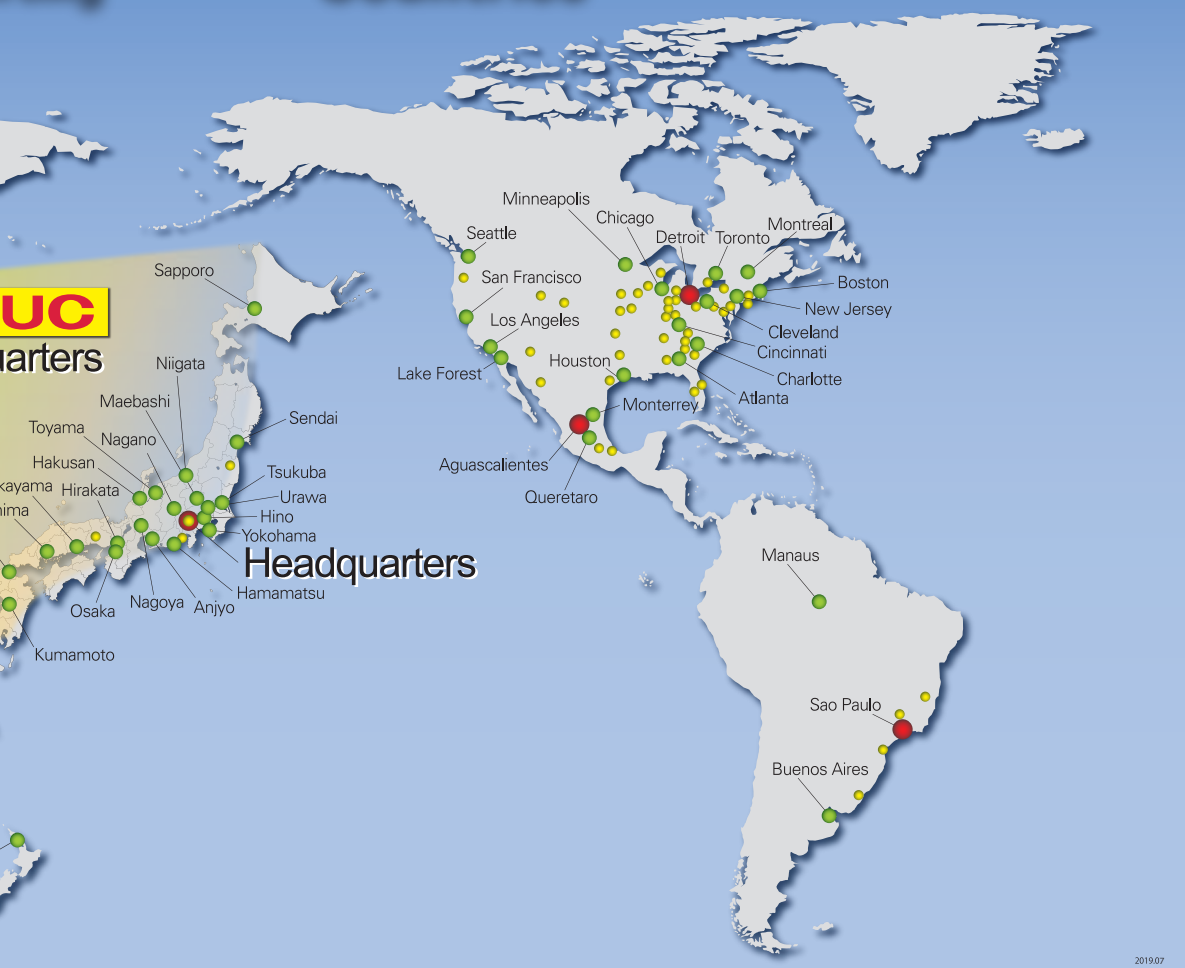 Minneapolis
Chicago
Montreal
Seattle
Detroit
Toronto
Sapporo
San Francisco
Boston
UC
New Jersey
Los Angeles
Cleveland
Cincinnati
arters
Niigata
Houston
Lake Forest
Charlotte
Maebashi
Atlanta
Monterrey
Sendai
Toyama
Nagano
Hakusan
Aguascalientes
Tsukuba
kayama
Hirakata
Urawa
Queretaro
ima
Hino
Yokohama
Headquarters
Manaus
Hamamatsu
Osaka
Nagoya
Anjyo
Kumamoto
Sao Paulo
Buenos Aires
2019.07